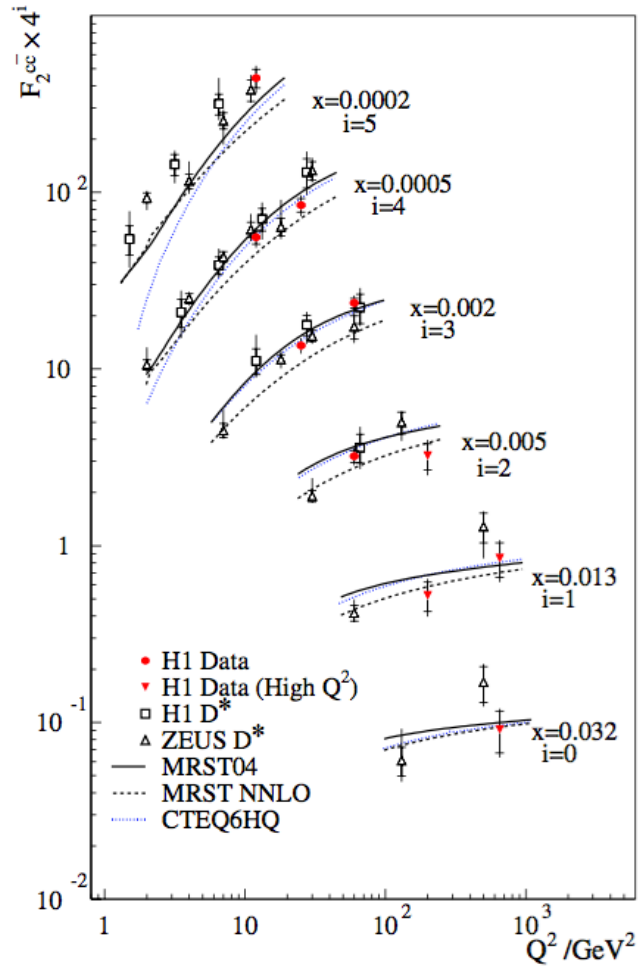 F₂ᶜᶜ̄ × 4ⁱ
10²
10
1
10⁻¹
10⁻²
x=0.0002
i=5
x=0.0005
i=4
x=0.002
i=3
x=0.005
i=2
x=0.013
i=1
x=0.032
i=0
H1 Data
H1 Data (High Q²)
H1 D*
ZEUS D*
MRST04
MRST NNLO
CTEQ6HQ
1 10 10² 10³
Q² /GeV²